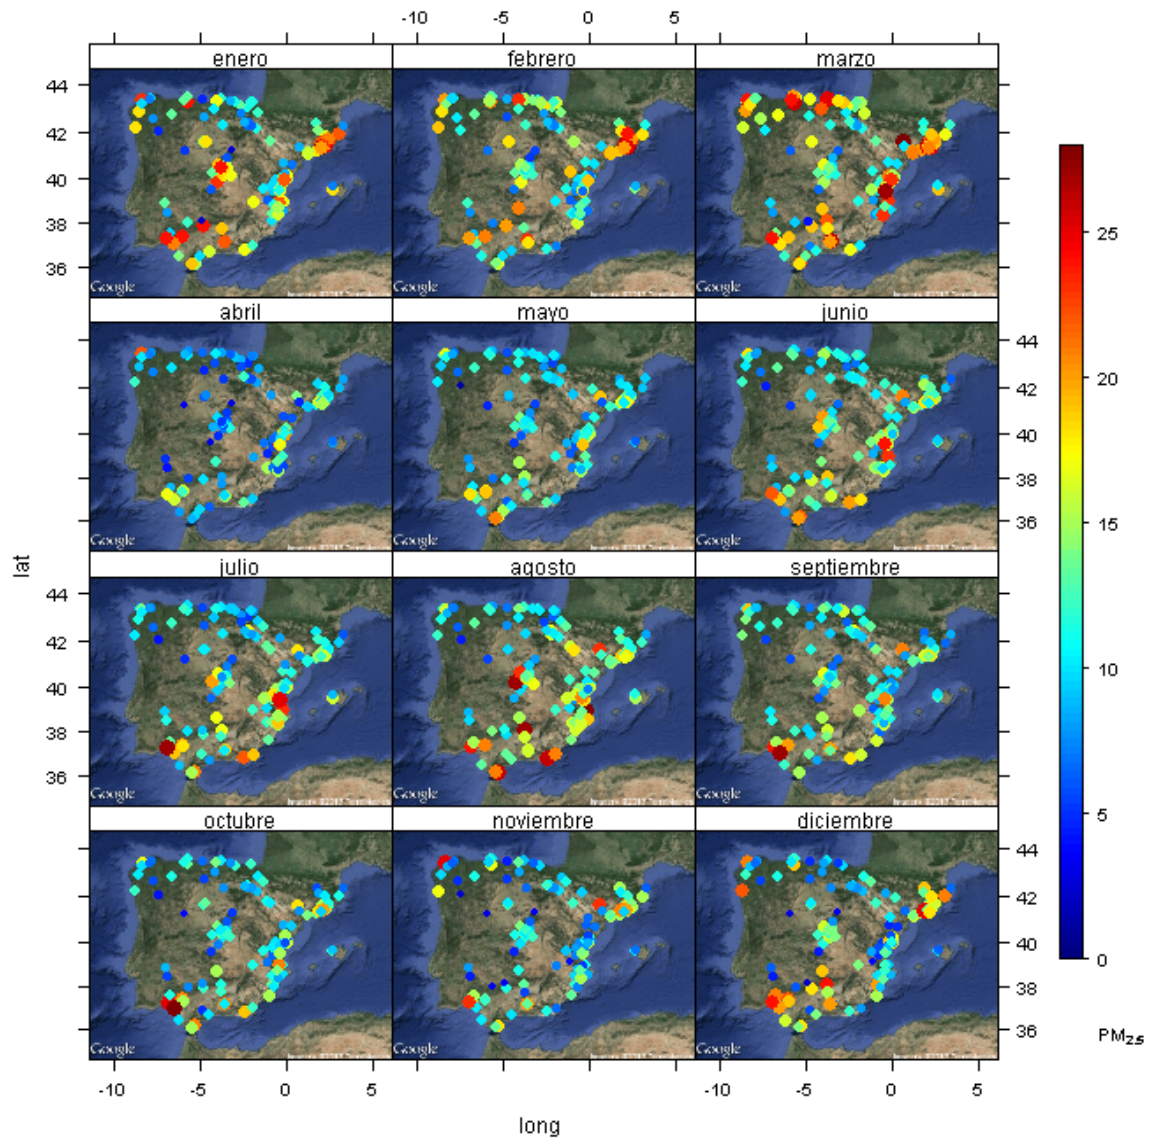 -10 0
-5 5
enero febrero marzo
44
42
40
38
36
Google Google Google
abril mayo junio
44
42
40
38
36
Google Google Google
julio agosto septiembre
44
42
40
38
36
Google Google Google
octubre noviembre diciembre
44
42
40
38
36
Google Google Google
-10 -5 0 5 -10 -5 0 5
lat
long
25
20
15
10
5
0
PM2.5